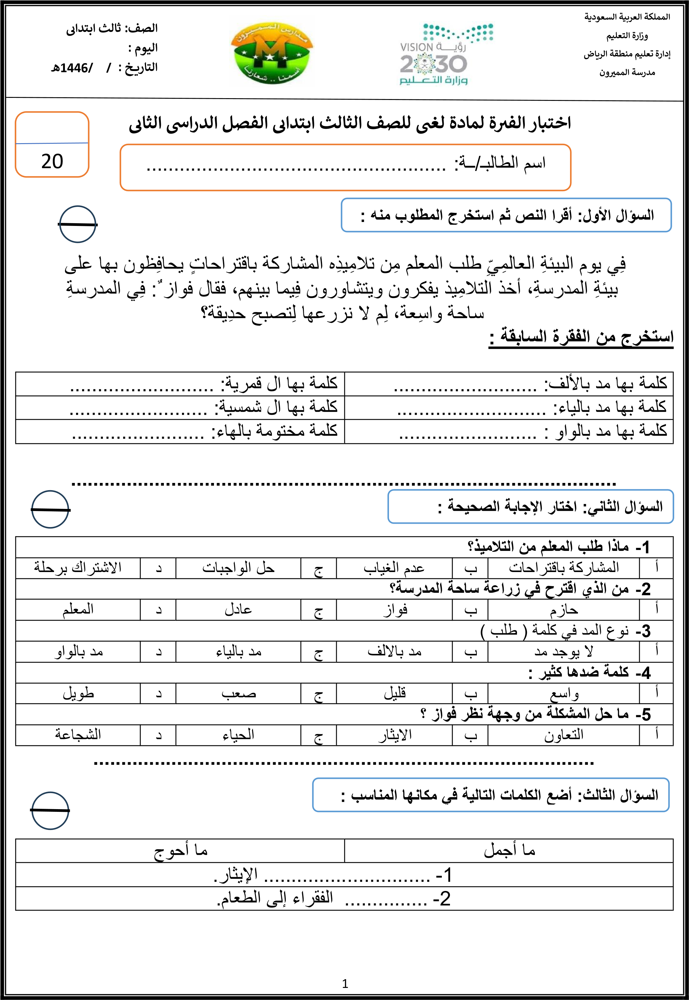 المملكة العربية السعودية
وزارة التعليم
إدارة تعليم منطقة الرياض
مدرسة المميزون
رؤية VISION
2030
وزارة التعليم
مدارس المميزون
M
اسمنا .. شعارنا
الصف: ثالث ابتدائي
اليوم :
التاريخ : / /1446هـ
اختبار الفترة لمادة لغتي للصف الثالث ابتدائي الفصل الدراسي الثاني
20
اسم الطالبـ/ـة: ......................................................
السؤال الأول: أقرا النص ثم استخرج المطلوب منه :
فِي يوم البيئةِ العالمِيِّ طلب المعلم مِن تلامِيذِه المشاركة باقتراحاتٍ يحافِظون بها على
بيئةِ المدرسةِ، أخذ التلامِيذ يفكرون ويتشاورون فِيما بينهم، فقال فواز ٌ: فِي المدرسةِ
ساحة واسِعة، لِم لا نزرعها لِتصبح حدِيقة؟
استخرج من الفقرة السابقة :
كلمة بها مد بالألف: .......................... كلمة بها ال قمرية: ..........................
كلمة بها مد بالياء: ........................... كلمة بها ال شمسية: .........................
كلمة بها مد بالواو : ......................... كلمة مختومة بالهاء: ........................
...................................................................................................
السؤال الثاني: اختار الإجابة الصحيحة :
1- ماذا طلب المعلم من التلاميذ؟
أ المشاركة باقتراحات ب عدم الغياب ج حل الواجبات د الاشتراك برحلة
2- من الذي اقترح في زراعة ساحة المدرسة؟
أ حازم ب فواز ج عادل د المعلم
3- نوع المد في كلمة ( طلب )
أ لا يوجد مد ب مد بالالف ج مد بالياء د مد بالواو
4- كلمة ضدها كثير :
أ واسع ب قليل ج صعب د طويل
5- ما حل المشكلة من وجهة نظر فواز ؟
أ التعاون ب الايثار ج الحياء د الشجاعة
...........................................................................................
السؤال الثالث: أضع الكلمات التالية في مكانها المناسب :
ما أجمل ما أحوج
1- .............................. الإيثار.
2- ............... الفقراء إلى الطعام.
1